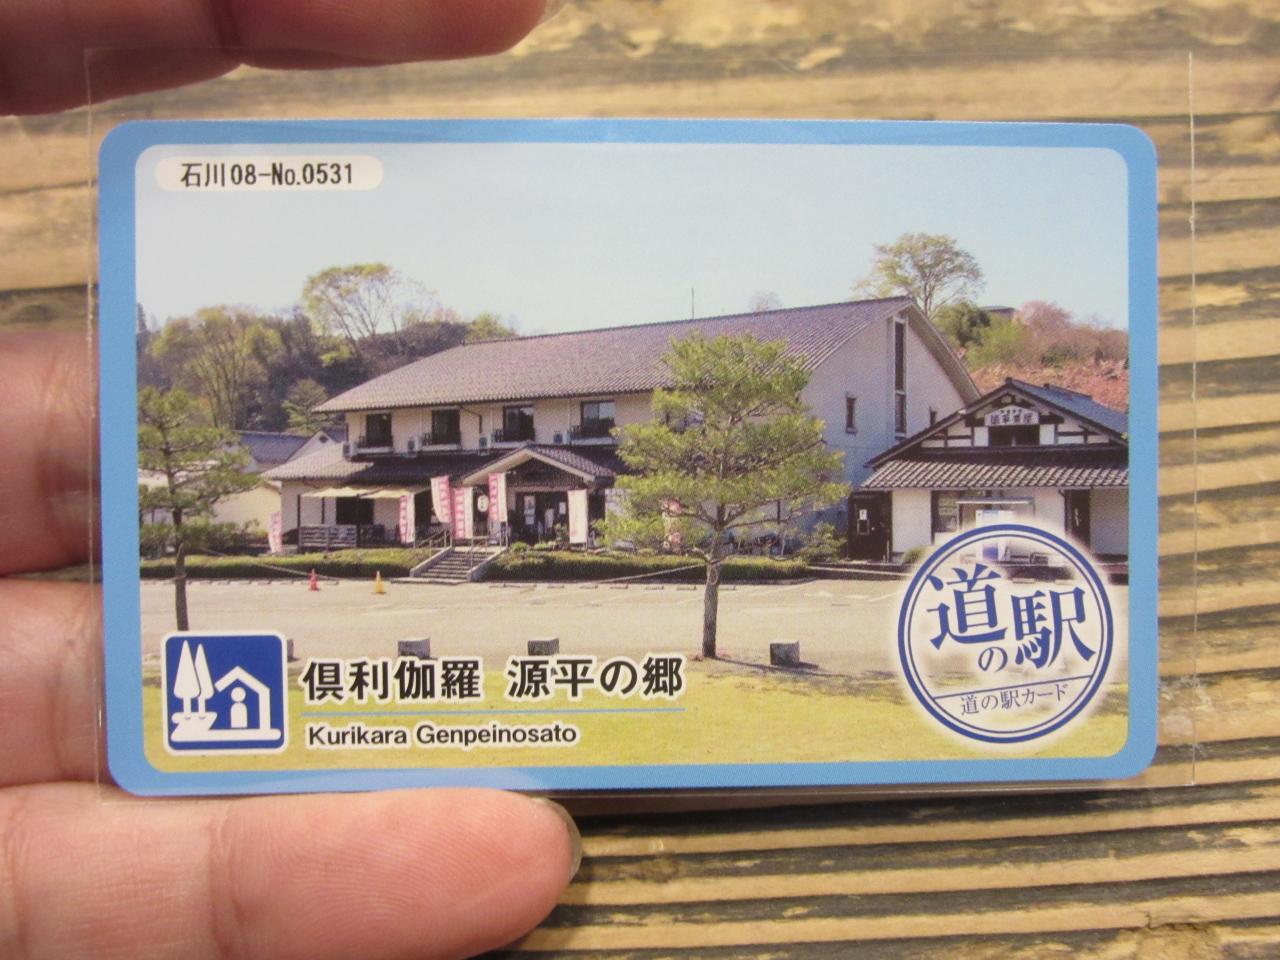 石川08-No.0531
倶利伽羅 源平の郷
Kurikara Genpeinosato
道の駅
道の駅カード